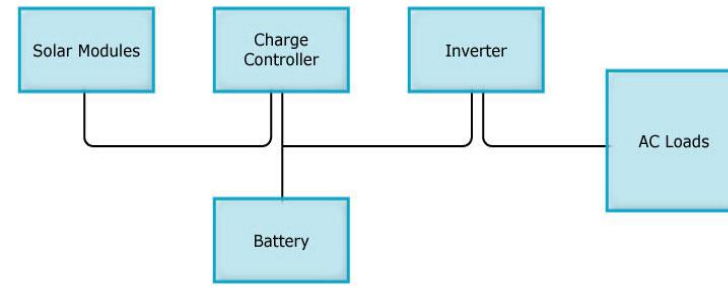 Solar Modules
Charge
Controller
Inverter
AC Loads
Battery